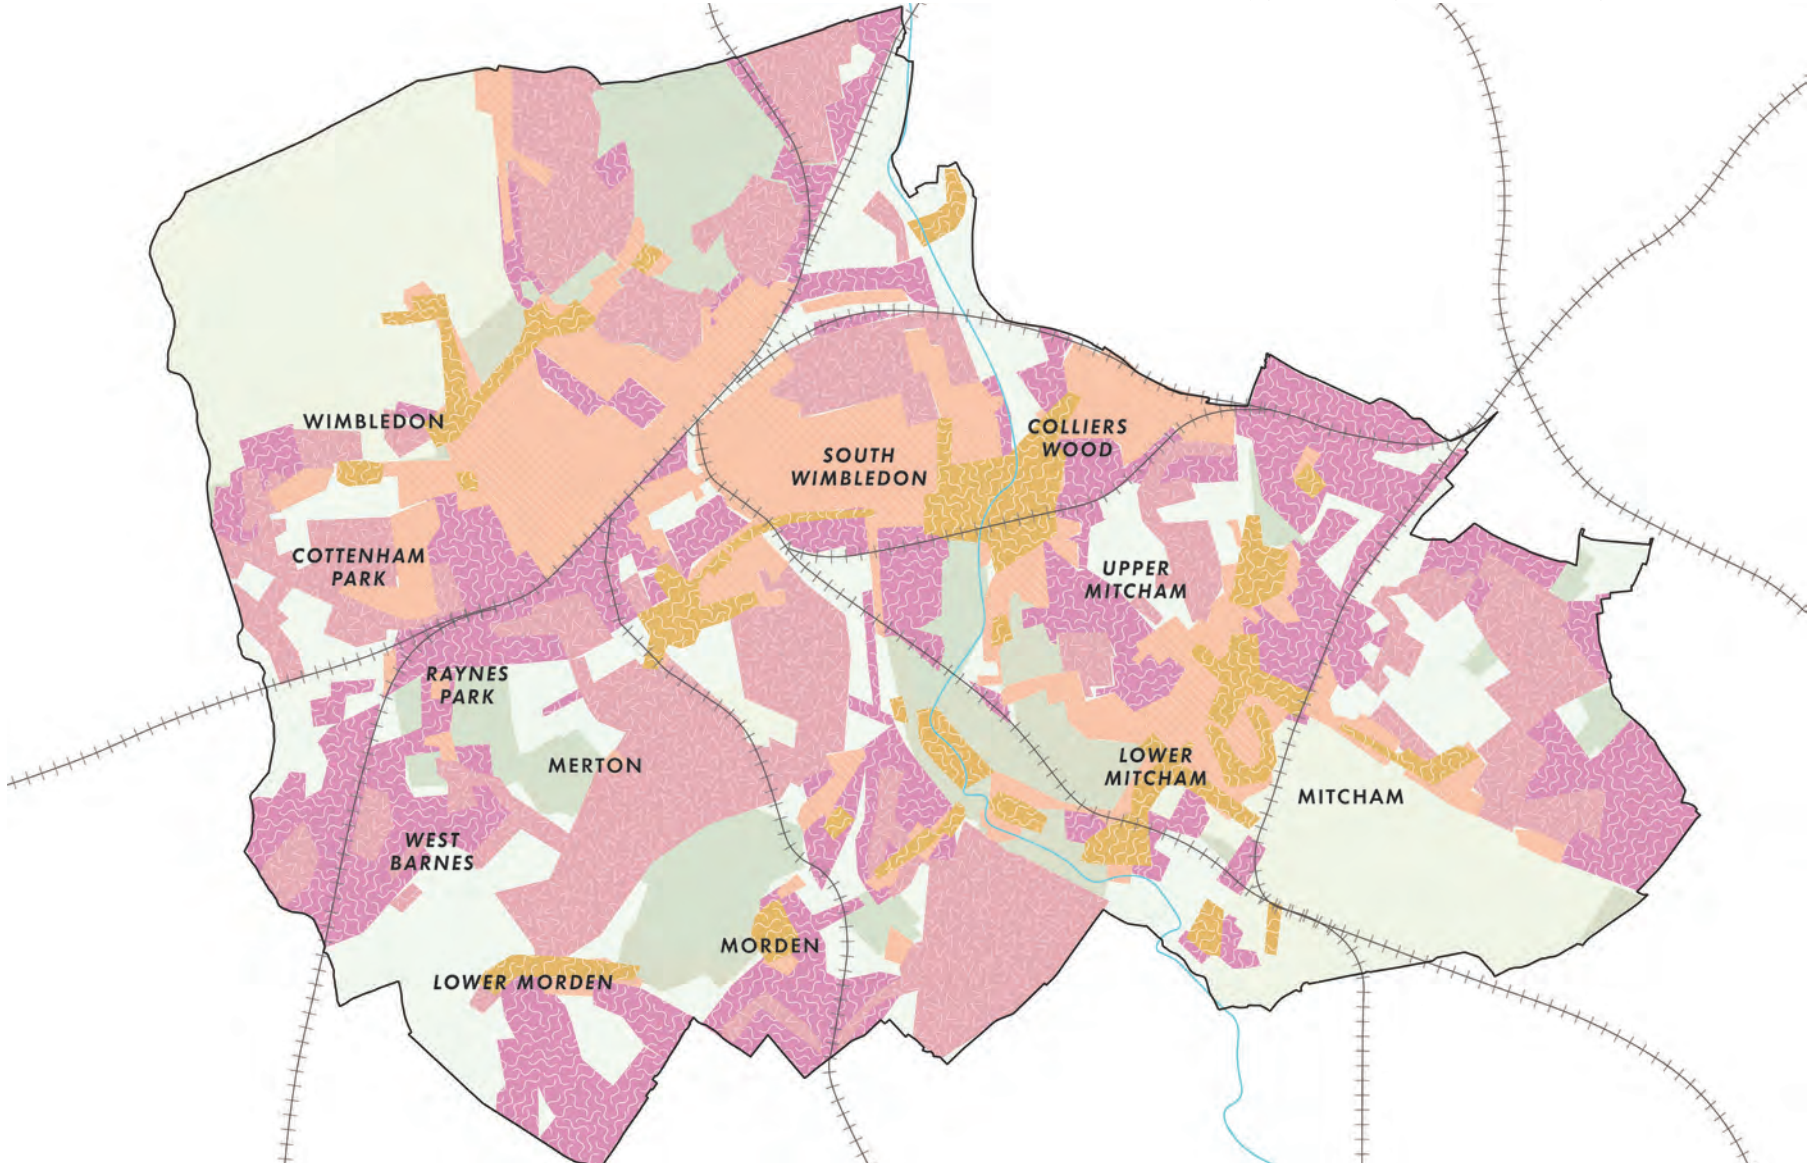 WIMBLEDON
COLLIERS
WOOD
SOUTH
WIMBLEDON
COTTENHAM
PARK
UPPER
MITCHAM
RAYNES
PARK
MERTON
LOWER
MITCHAM
MITCHAM
WEST
BARNES
MORDEN
LOWER MORDEN